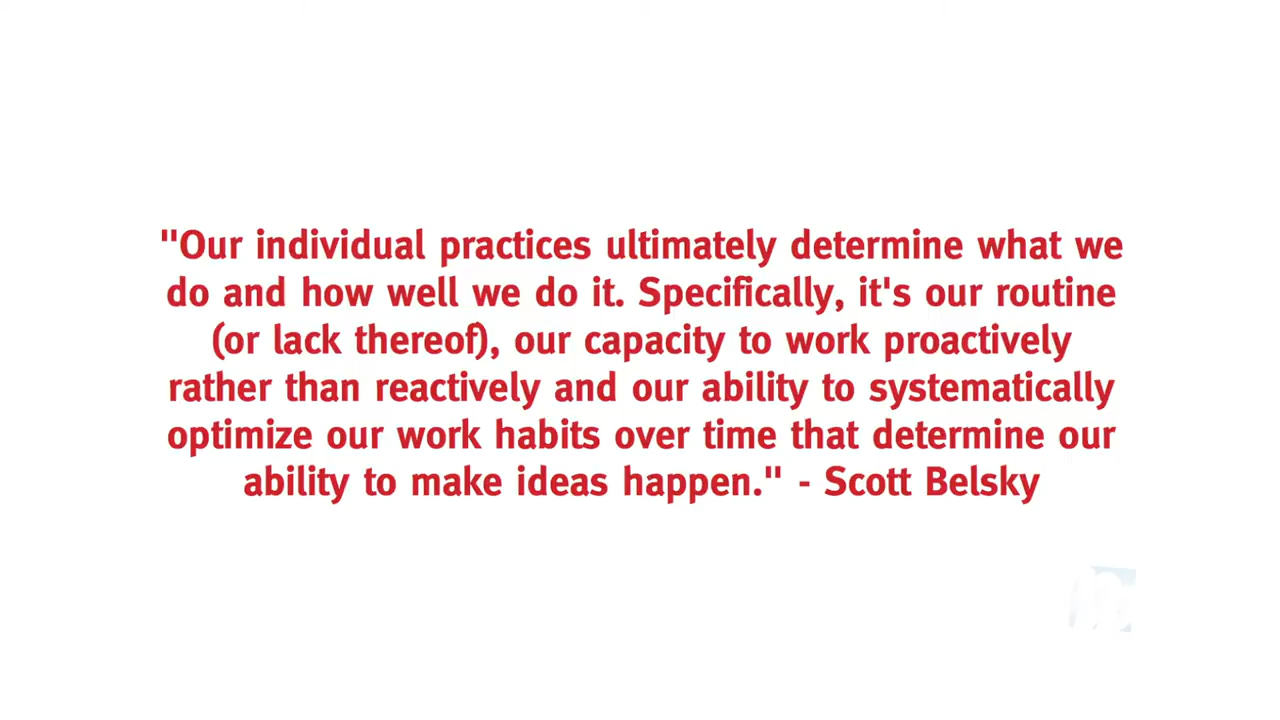 "Our individual practices ultimately determine what we
do and how well we do it. Specifically, it's our routine
(or lack thereof), our capacity to work proactively
rather than reactively and our ability to systematically
optimize our work habits over time that determine our
ability to make ideas happen." - Scott Belsky